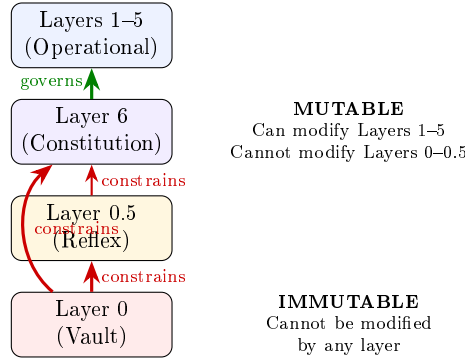 Layers 1–5
(Operational)
governs
Layer 6
(Constitution)
MUTABLE
Can modify Layers 1–5
Cannot modify Layers 0–0.5
constrains
Layer 0.5
constrains
(Reflex)
constrains
Layer 0
(Vault)
IMMUTABLE
Cannot be modified
by any layer